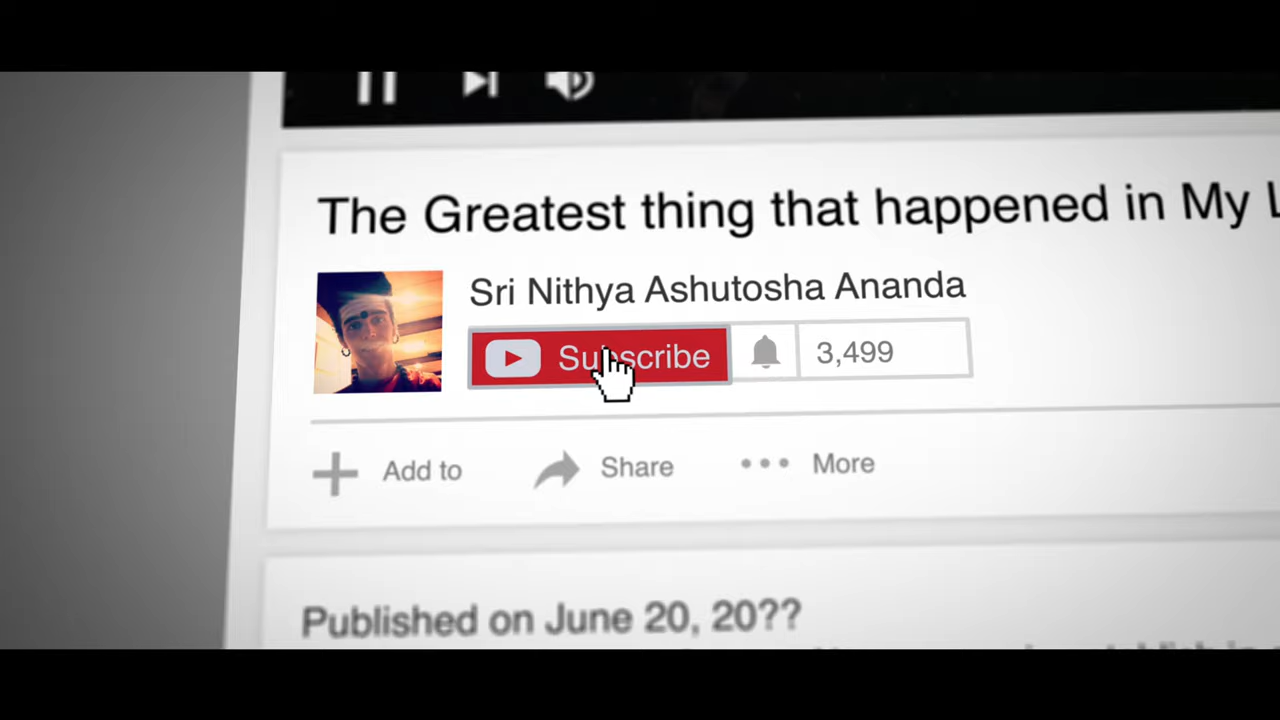 The Greatest thing that happened in My
Sri Nithya Ashutosha Ananda
Subscribe 3,499
Add to Share More
Published on June 20, 20??